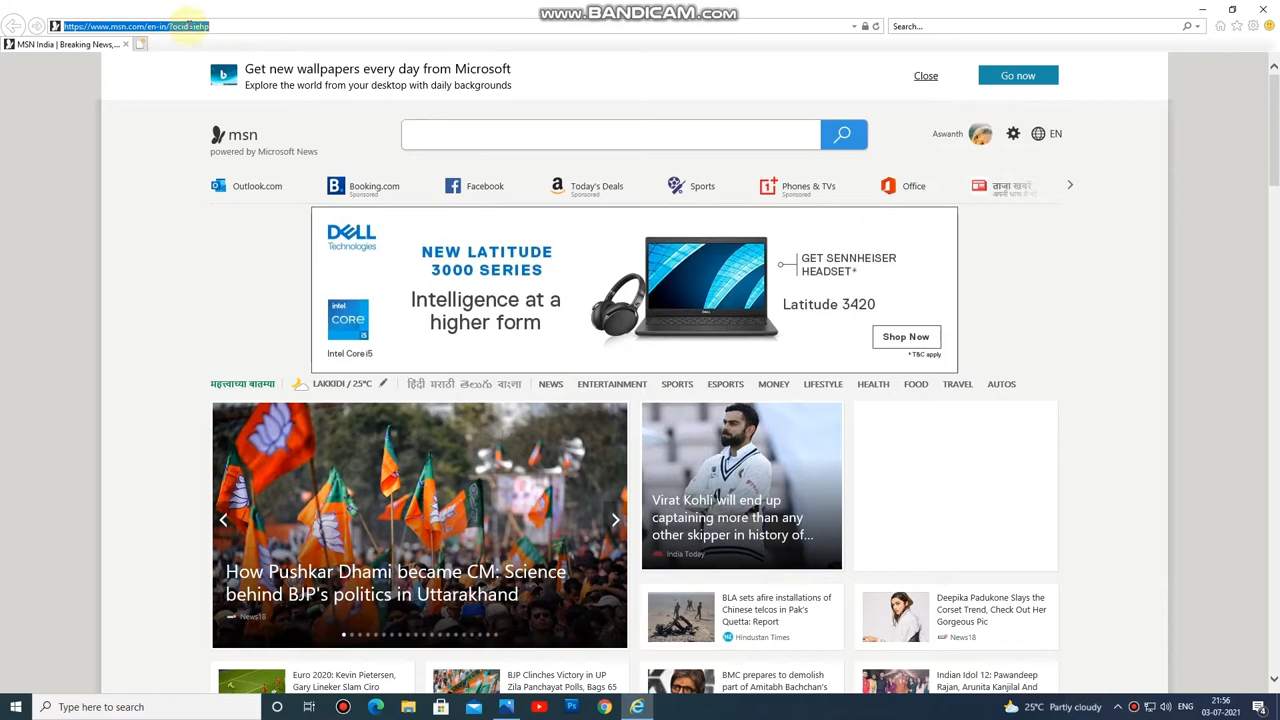 www.BANDICAM.com
https://www.msn.com/en-in/?ocid=iehp
Search...
MSN India | Breaking News,...
Get new wallpapers every day from Microsoft
Explore the world from your desktop with daily backgrounds
Close
Go now
msn
powered by Microsoft News
Aswanth
EN
Outlook.com
Booking.com
Sponsored
Facebook
Today's Deals
Sponsored
Sports
Phones & TVs
Sponsored
Office
ताजा खबरें
अपनी भाषा में पढ़ें
DELL
Technologies
NEW LATITUDE
3000 SERIES
Intelligence at a
higher form
intel
CORE
i5
Intel Core i5
GET SENNHEISER
HEADSET*
Latitude 3420
Shop Now
*T&C apply
महत्त्वाच्या बातम्या
LAKKIDI / 25°C
हिंदी मराठी తెలుగు বাংলা
NEWS ENTERTAINMENT SPORTS ESPORTS MONEY LIFESTYLE HEALTH FOOD TRAVEL AUTOS
How Pushkar Dhami became CM: Science
behind BJP's politics in Uttarakhand
News18
Virat Kohli will end up
captaining more than any
other skipper in history of...
India Today
BLA sets afire installations of
Chinese telcos in Pak's
Quetta: Report
Hindustan Times
Deepika Padukone Slays the
Corset Trend, Check Out Her
Gorgeous Pic
News18
Euro 2020: Kevin Pietersen,
Gary Lineker Slam Ciro
BJP Clinches Victory in UP
Zila Panchayat Polls, Bags 65
BMC prepares to demolish
part of Amitabh Bachchan's
Indian Idol 12: Pawandeep
Rajan, Arunita Kanjilal And
Type here to search
25°C Cloudy
ENG
21:56
03-07-2021